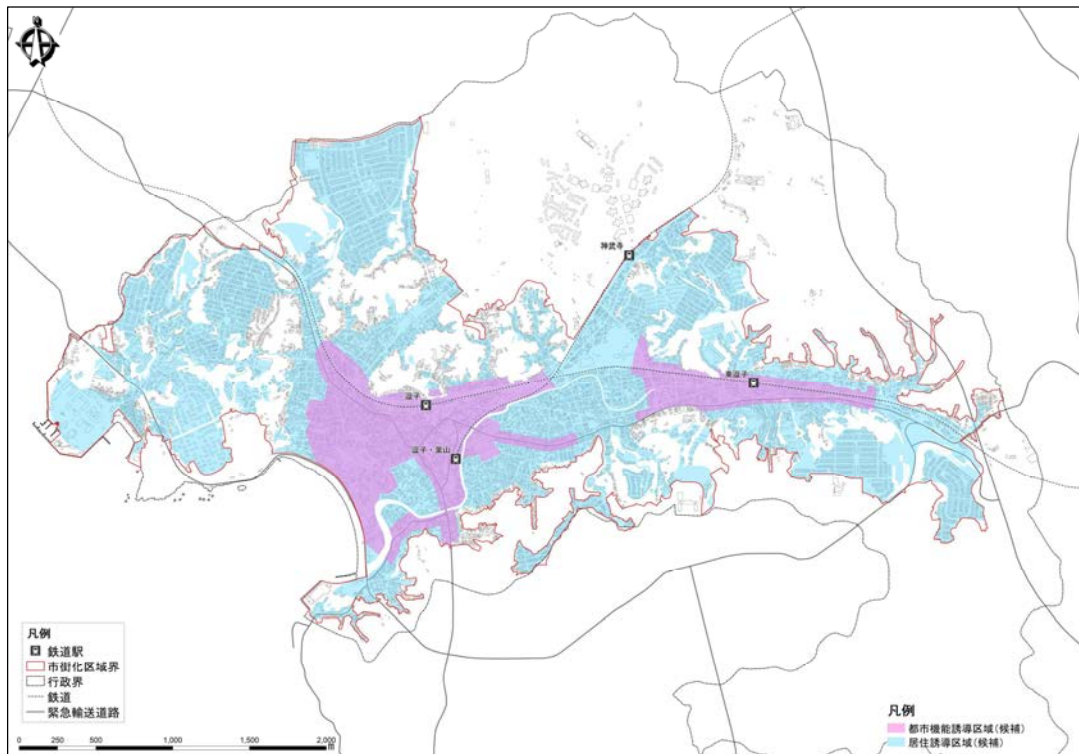 神武寺
東逗子
逗子
逗子・葉山
凡例
鉄道駅
市街化区域界
行政界
鉄道
緊急輸送道路
0 250 500 1,000 1,500 2,000
m
凡例
都市機能誘導区域(候補)
居住誘導区域(候補)